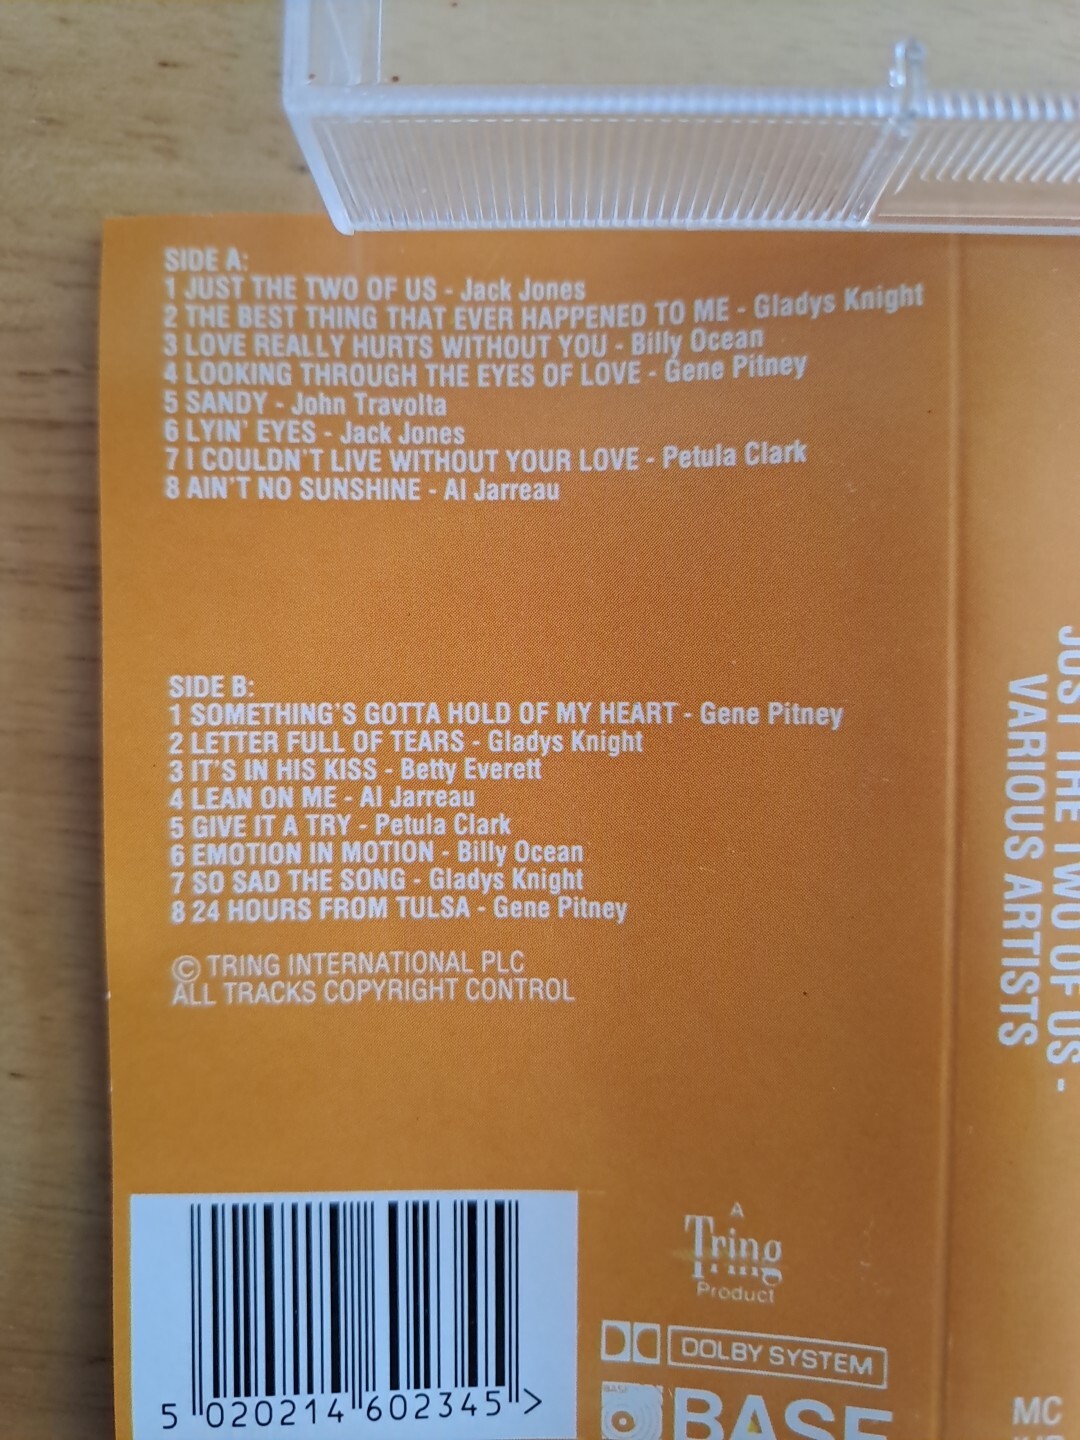 SIDE A:
1 JUST THE TWO OF US - Jack Jones
2 THE BEST THING THAT EVER HAPPENED TO ME - Gladys Knight
3 LOVE REALLY HURTS WITHOUT YOU - Billy Ocean
4 LOOKING THROUGH THE EYES OF LOVE - Gene Pitney
5 SANDY - John Travolta
6 LYIN' EYES - Jack Jones
7 I COULDN'T LIVE WITHOUT YOUR LOVE - Petula Clark
8 AIN'T NO SUNSHINE - Al Jarreau
SIDE B:
1 SOMETHING'S GOTTA HOLD OF MY HEART - Gene Pitney
2 LETTER FULL OF TEARS - Gladys Knight
3 IT'S IN HIS KISS - Betty Everett
4 LEAN ON ME - Al Jarreau
5 GIVE IT A TRY - Petula Clark
6 EMOTION IN MOTION - Billy Ocean
7 SO SAD THE SONG - Gladys Knight
8 24 HOURS FROM TULSA - Gene Pitney
© TRING INTERNATIONAL PLC
ALL TRACKS COPYRIGHT CONTROL
5 020214 602345 >
A
Tring
Product
DOLBY SYSTEM
BASF
BASF
JUST THE TWO OF US -
VARIOUS ARTISTS
MC